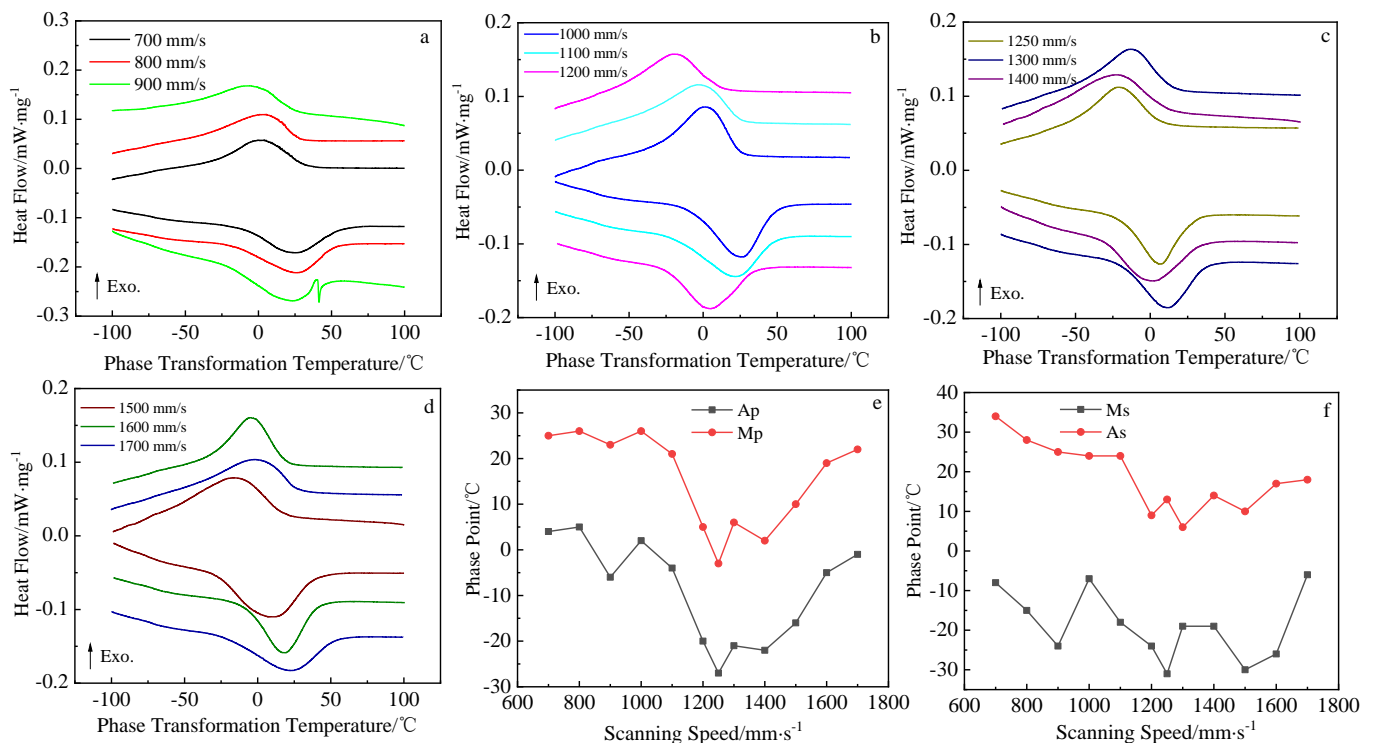 a
700 mm/s
800 mm/s
900 mm/s
0.3
0.2
0.1
0.0
-0.1
-0.2
-0.3
Heat Flow/mW·mg⁻¹
Exo.
-100
-50
0
50
100
Phase Transformation Temperature/℃
b
1000 mm/s
1100 mm/s
1200 mm/s
0.2
0.1
0.0
-0.1
-0.2
Heat Flow/mW·mg⁻¹
Exo.
-100
-50
0
50
100
Phase Transformation Temperature/℃
c
1250 mm/s
1300 mm/s
1400 mm/s
0.2
0.1
0.0
-0.1
-0.2
Heat Flow/mW·mg⁻¹
Exo.
-100
-50
0
50
100
Phase Transformation Temperature/℃
d
1500 mm/s
1600 mm/s
1700 mm/s
0.2
0.1
0.0
-0.1
-0.2
Heat Flow/mW·mg⁻¹
Exo.
-100
-50
0
50
100
Phase Transformation Temperature/℃
e
Ap
Mp
30
20
10
0
-10
-20
-30
Phase Point/℃
600
800
1000
1200
1400
1600
1800
Scanning Speed/mm·s⁻¹
f
Ms
As
40
30
20
10
0
-10
-20
-30
Phase Point/℃
600
800
1000
1200
1400
1600
1800
Scanning Speed/mm·s⁻¹